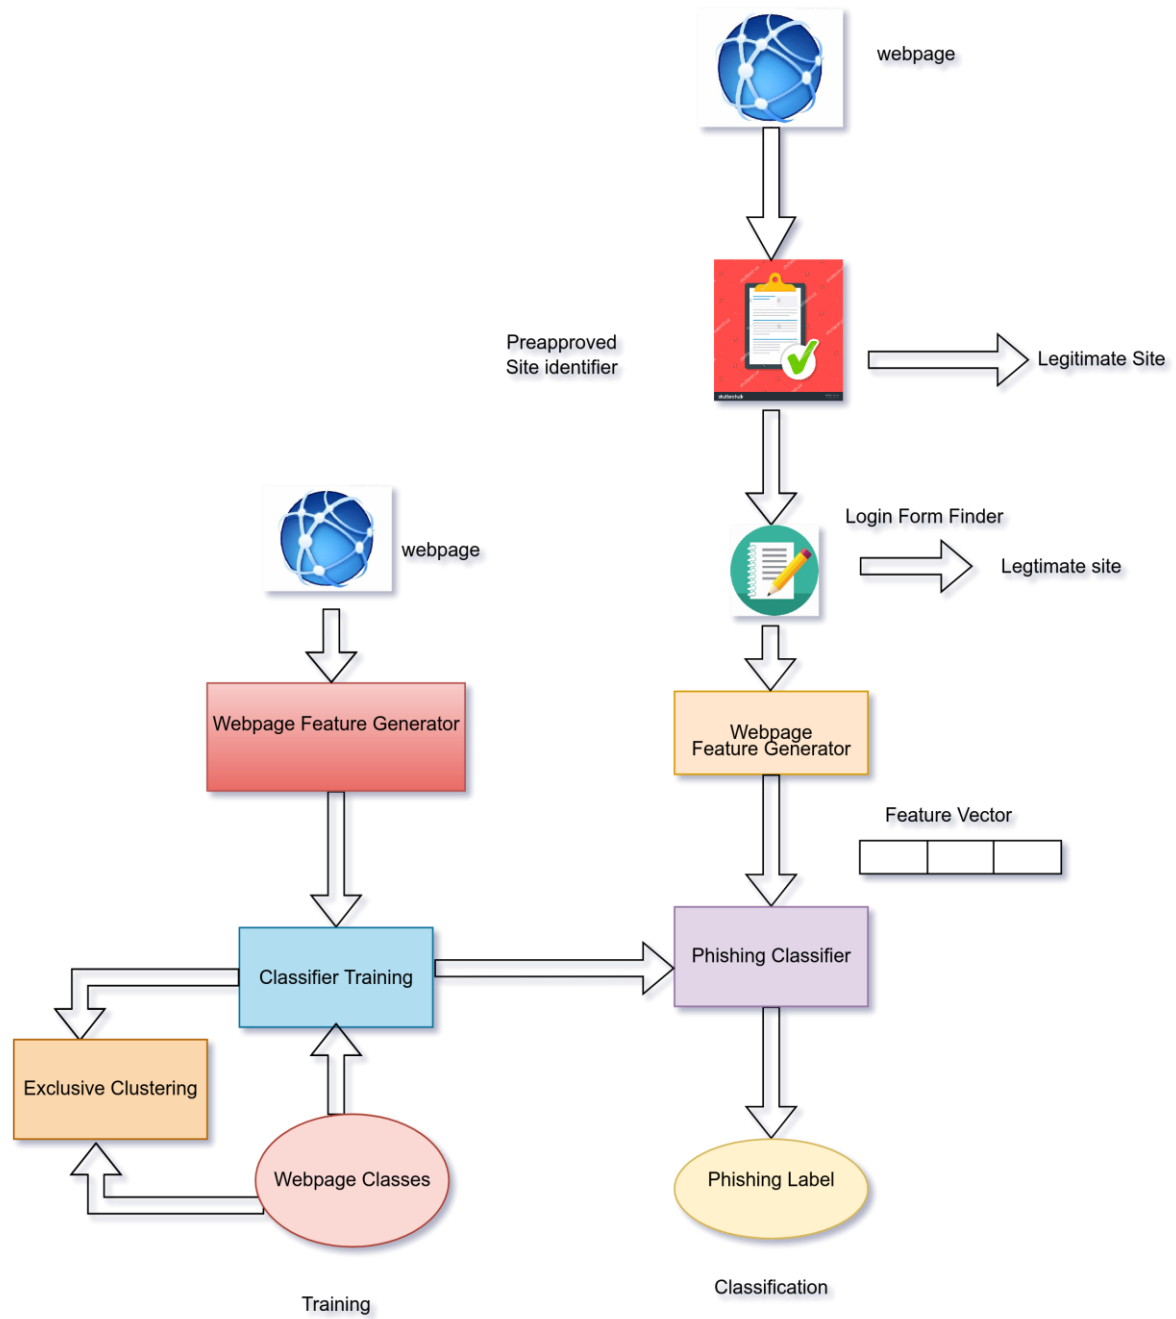 webpage
Preapproved
Site identifier
Legitimate Site
Login Form Finder
Legtimate site
webpage
Webpage Feature Generator
Webpage
Feature Generator
Feature Vector
Classifier Training
Phishing Classifier
Exclusive Clustering
Webpage Classes
Phishing Label
Training
Classification